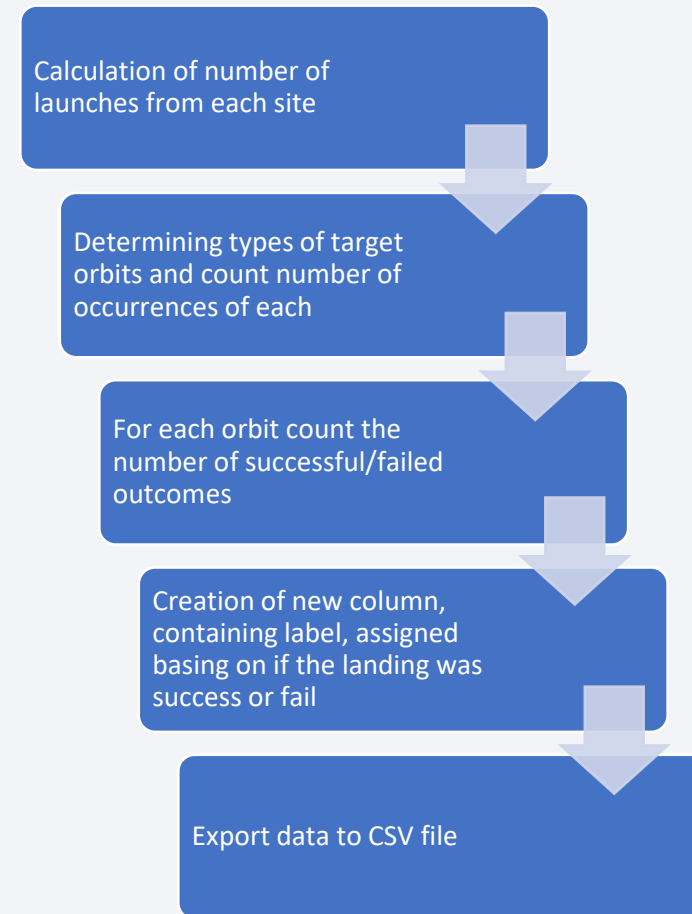 Calculation of number of
launches from each site
Determining types of target
orbits and count number of
occurrences of each
For each orbit count the
number of successful/failed
outcomes
Creation of new column,
containing label, assigned
basing on if the landing was
success or fail
Export data to CSV file